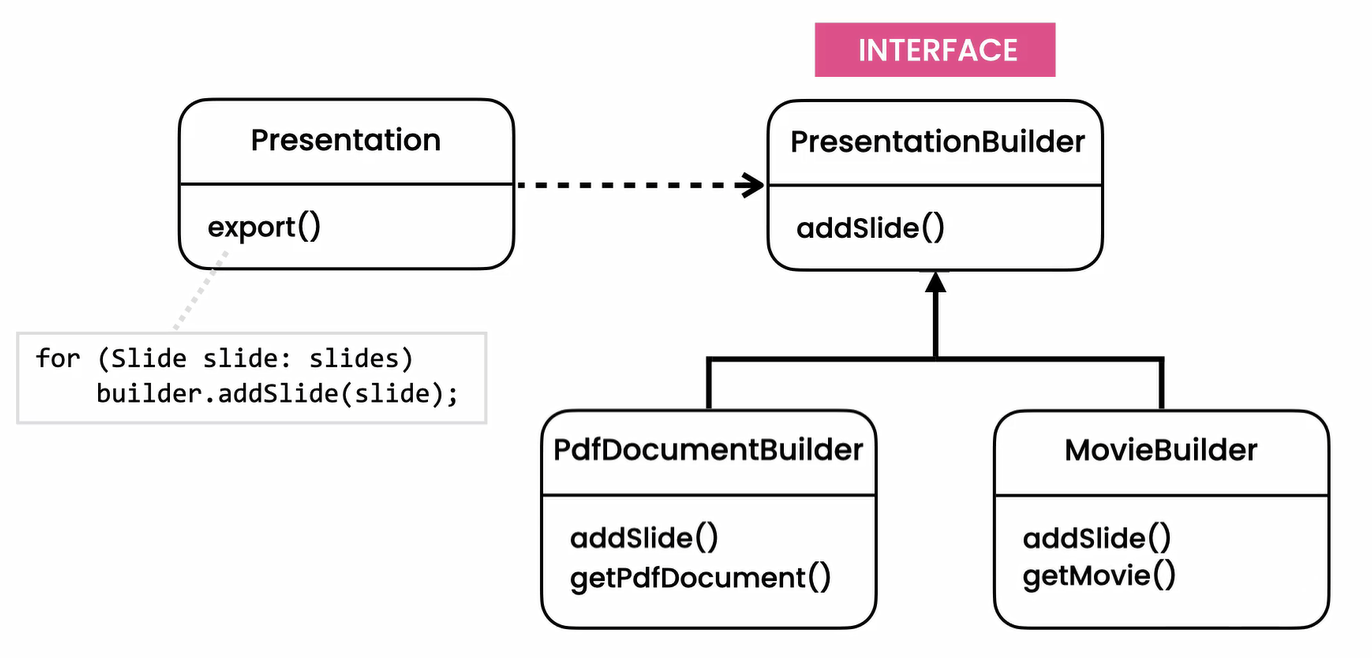 INTERFACE
Presentation
export()
PresentationBuilder
addSlide()
for (Slide slide: slides)
    builder.addSlide(slide);
PdfDocumentBuilder
addSlide()
getPdfDocument()
MovieBuilder
addSlide()
getMovie()